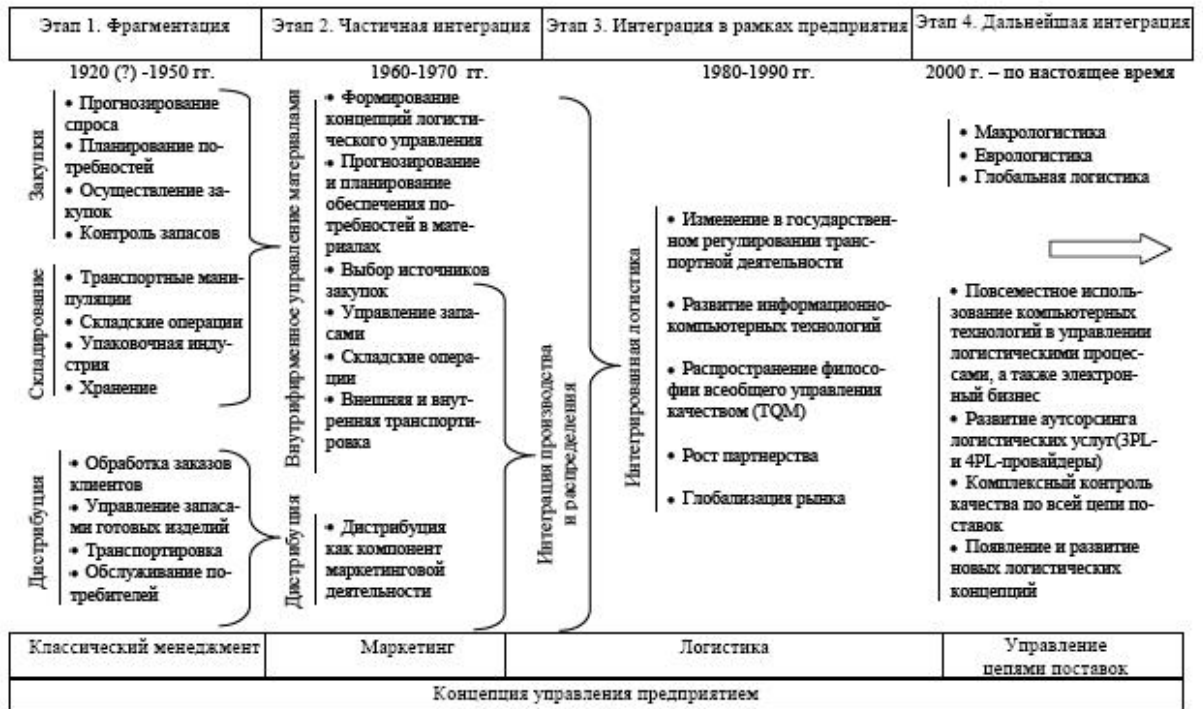 Этап 1. Фрагментация
Этап 2. Частичная интеграция
Этап 3. Интеграция в рамках предприятия
Этап 4. Дальнейшая интеграция
1920 (?) -1950 гг.
1960-1970 гг.
1980-1990 гг.
2000 г. – по настоящее время
Закупки
• Прогнозирование
спроса
• Планирование по-
требностей
• Осуществление за-
купок
• Контроль запасов
Складирование
• Транспортные мани-
пуляции
• Складские операции
• Упаковочная инду-
стрия
• Хранение
Дистрибуция
• Обработка заказов
клиентов
• Управление запаса-
ми готовых изделий
• Транспортировка
• Обслуживание по-
требителей
Внутрифирменное управление материалами
• Формирование
концепций логисти-
ческого управления
• Прогнозирование
и планирование
обеспечения по-
требностей в мате-
риалах
• Выбор источников
закупок
• Управление запа-
сами
• Складские опера-
ции
• Внешняя и внут-
ренняя транспорти-
ровка
Дистрибуция
• Дистрибуция
как компонент
маркетинговой
деятельности
Интеграция производства
и распределения
Интегрированная логистика
• Изменение в государствен-
ном регулировании транс-
портной деятельности
• Развитие информационно-
компьютерных технологий
• Распространение филосо-
фии всеобщего управления
качеством (TQM)
• Рост партнерства
• Глобализация рынка
• Макрологистика
• Еврологистика
• Глобальная логистика
• Повсеместное исполь-
зование компьютерных
технологий в управлении
логистическими процес-
сами, а также электрон-
ный бизнес
• Развитие аутсорсинга
логистических услуг(3PL-
и 4PL-провайдеры)
• Комплексный контроль
качества по всей цепи по-
ставок
• Появление и развитие
новых логистических
концепций
Классический менеджмент
Маркетинг
Логистика
Управление
цепями поставок
Концепция управления предприятием